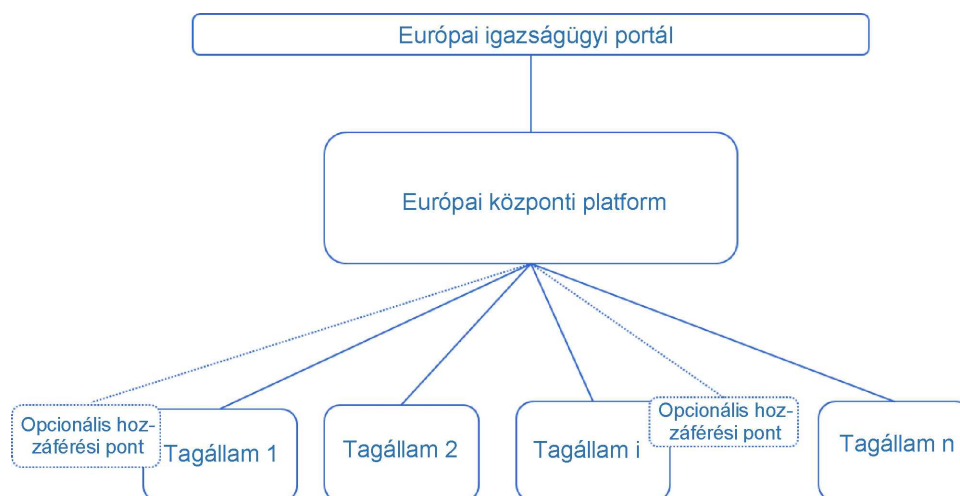 Európai igazságügyi portál
Európai központi platform
Opcionális hoz-
záférési pont
Tagállam 1
Tagállam 2
Tagállam i
Opcionális hoz-
záférési pont
Tagállam n